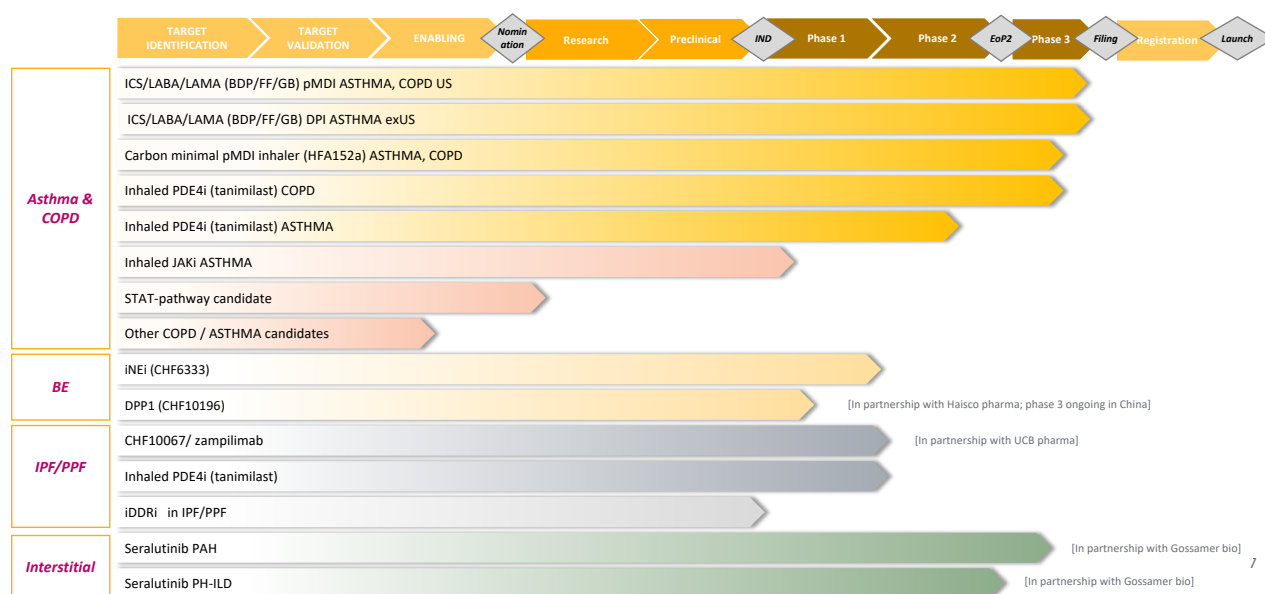 TARGET
IDENTIFICATION
TARGET
VALIDATION
ENABLING
Nomin
ation
Research
Preclinical
IND
Phase 1
Phase 2
EoP2
Phase 3
Filing
Registration
Launch
Asthma &
COPD
ICS/LABA/LAMA (BDP/FF/GB) pMDI ASTHMA, COPD US
ICS/LABA/LAMA (BDP/FF/GB) DPI ASTHMA exUS
Carbon minimal pMDI inhaler (HFA152a) ASTHMA, COPD
Inhaled PDE4i (tanimilast) COPD
Inhaled PDE4i (tanimilast) ASTHMA
Inhaled JAKi ASTHMA
STAT-pathway candidate
Other COPD / ASTHMA candidates
BE
iNEi (CHF6333)
DPP1 (CHF10196)
[In partnership with Haisco pharma; phase 3 ongoing in China]
IPF/PPF
CHF10067/ zampilimab
[In partnership with UCB pharma]
Inhaled PDE4i (tanimilast)
iDDRi in IPF/PPF
Interstitial
Seralutinib PAH
[In partnership with Gossamer bio]
Seralutinib PH-ILD
[In partnership with Gossamer bio]